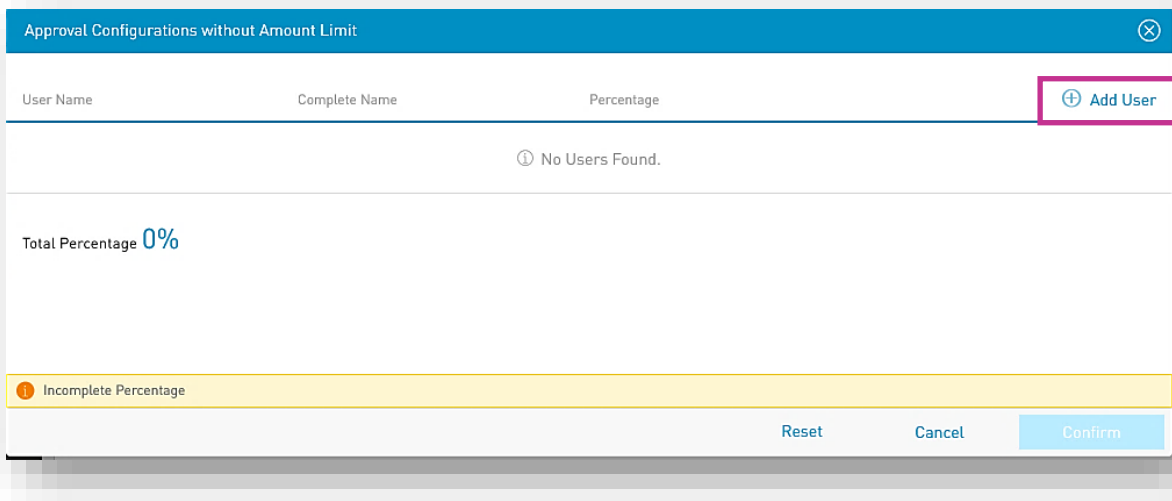 Approval Configurations without Amount Limit
User Name Complete Name Percentage Add User
No Users Found.
Total Percentage 0%
Incomplete Percentage
Reset Cancel Confirm